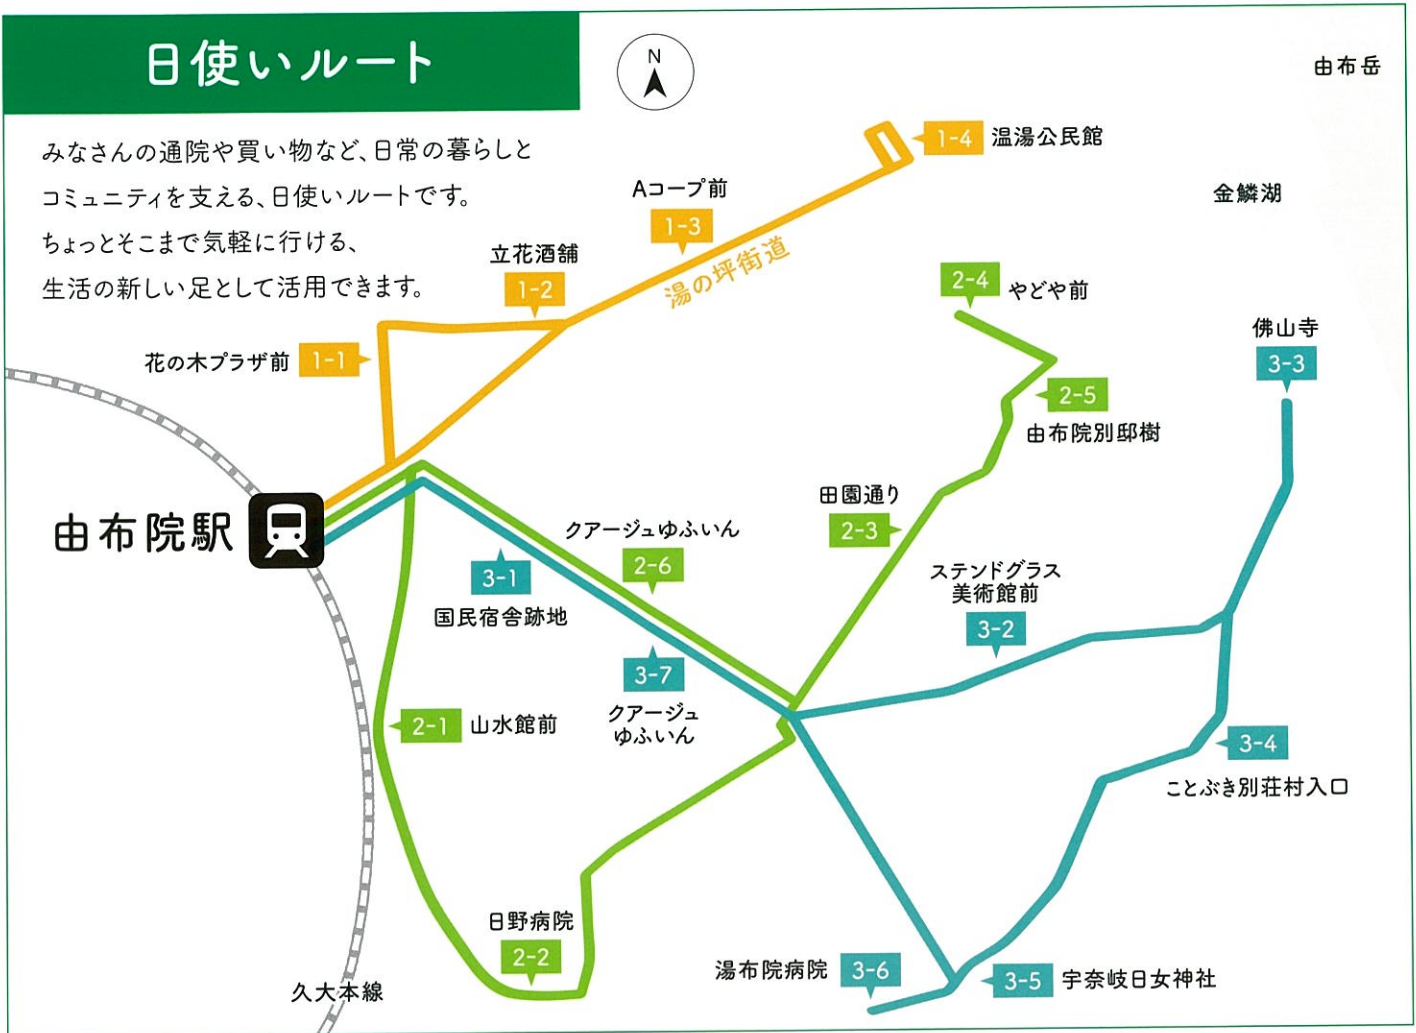 日使いルート
N
由布岳
みなさんの通院や買い物など、日常の暮らしと
コミュニティを支える、日使いルートです。
ちょっとそこまで気軽に行ける、
生活の新しい足として活用できます。
1-4 温湯公民館
金鱗湖
Aコープ前
1-3
湯の坪街道
立花酒舗
1-2
花の木プラザ前 1-1
2-4 やどや前
佛山寺
3-3
2-5
由布院別邸樹
田園通り
2-3
由布院駅
クアージュゆふいん
2-6
3-1
国民宿舎跡地
ステンドグラス
美術館前
3-2
3-7
クアージュ
ゆふいん
2-1 山水館前
3-4
ことぶき別荘村入口
日野病院
2-2
湯布院病院 3-6
3-5 宇奈岐日女神社
久大本線